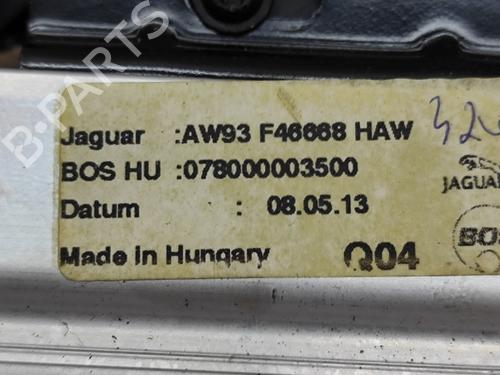 B-PARTS
Jaguar :AW93 F46668 HAW
BOS HU :078000003500
JAGUAR
Datum : 08.05.13
BOS
Made in Hungary Q04